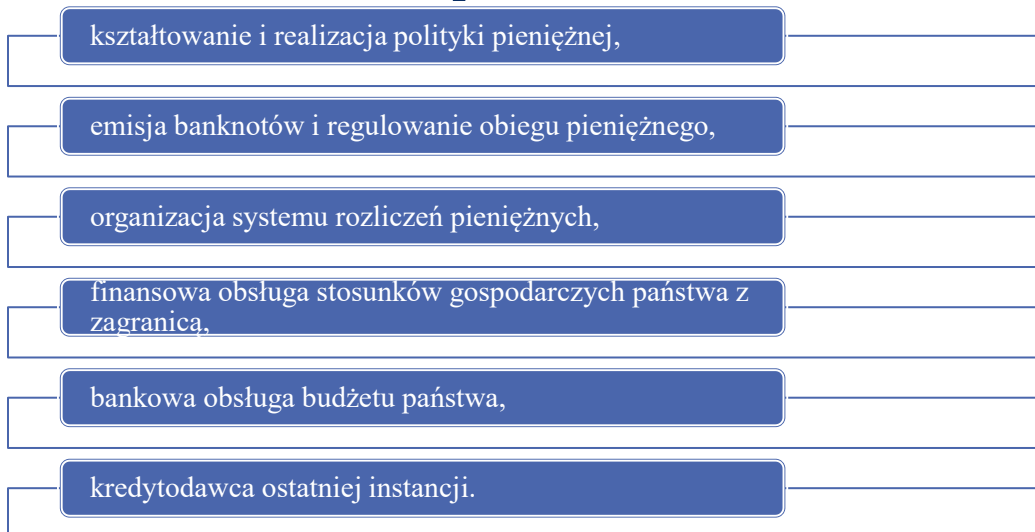 kształtowanie i realizacja polityki pieniężnej,
emisja banknotów i regulowanie obiegu pieniężnego,
organizacja systemu rozliczeń pieniężnych,
finansowa obsługa stosunków gospodarczych państwa z
zagranicą,
bankowa obsługa budżetu państwa,
kredytodawca ostatniej instancji.